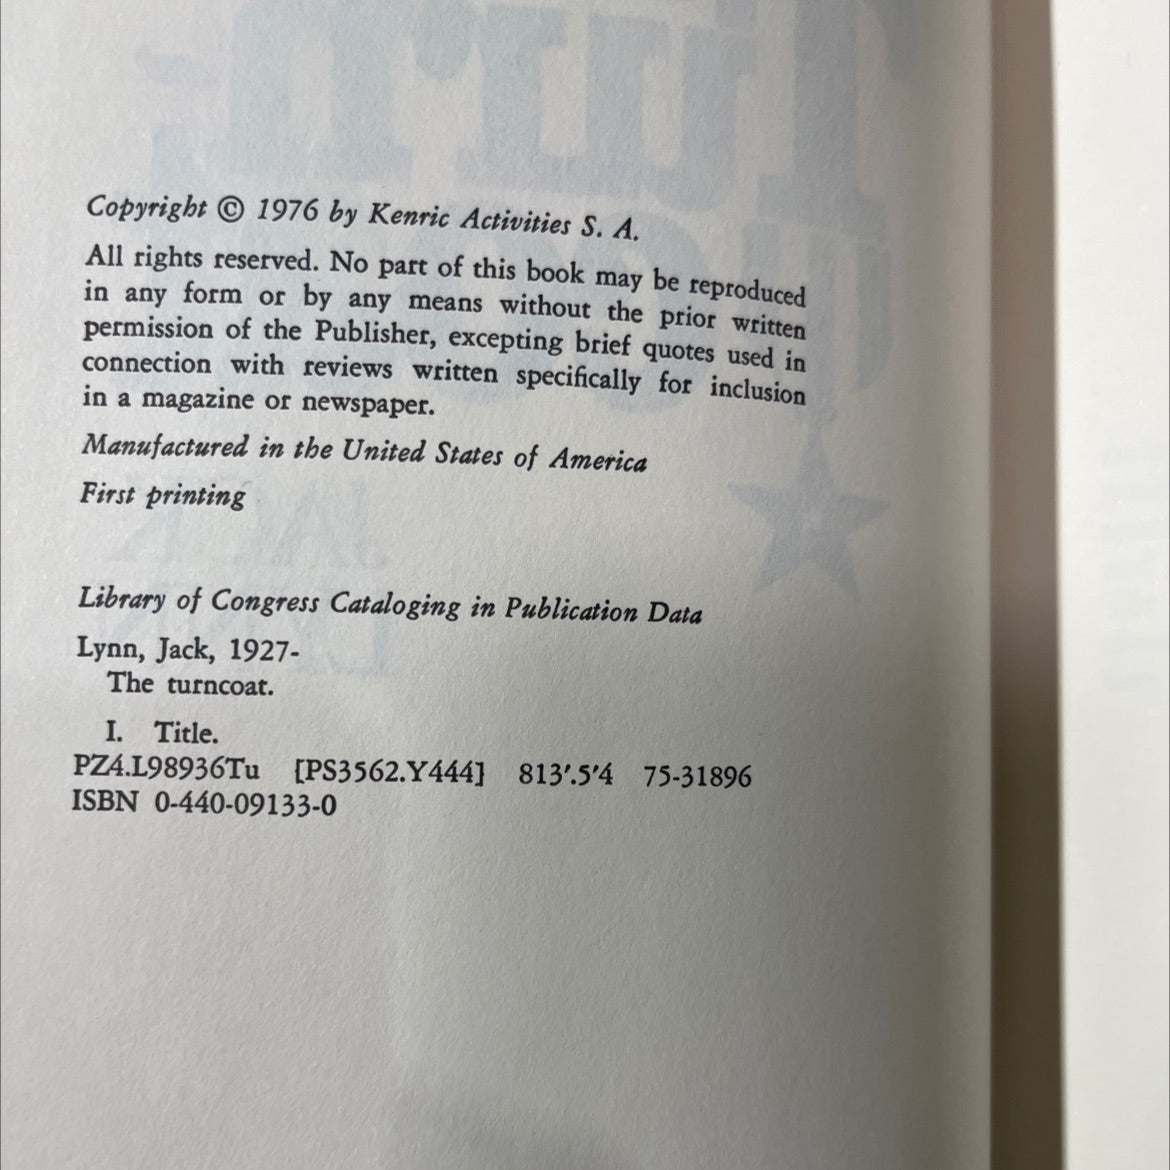 Copyright © 1976 by Kenric Activities S. A.
All rights reserved. No part of this book may be reproduced
in any form or by any means without the prior written
permission of the Publisher, excepting brief quotes used in
connection with reviews written specifically for inclusion
in a magazine or newspaper.
Manufactured in the United States of America
First printing
Library of Congress Cataloging in Publication Data
Lynn, Jack, 1927-
The turncoat.
I. Title.
PZ4.L98936Tu [PS3562.Y444] 813'.5'4 75-31896
ISBN 0-440-09133-0